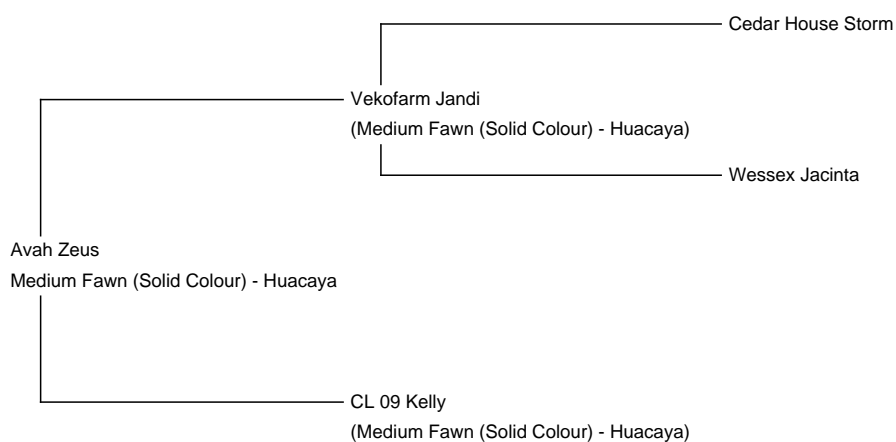 Cedar House Storm
Vekofarm Jandi
(Medium Fawn (Solid Colour) - Huacaya)
Wessex Jacinta
Avah Zeus
Medium Fawn (Solid Colour) - Huacaya
CL 09 Kelly
(Medium Fawn (Solid Colour) - Huacaya)